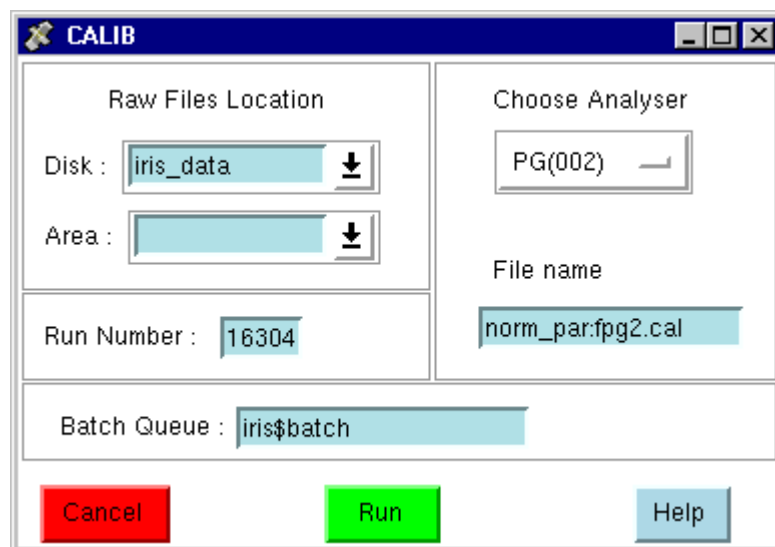 CALIB
Raw Files Location
Disk : iris_data
Area :
Run Number : 16304
Choose Analyser
PG(002)
File name
norm_par:fpg2.cal
Batch Queue : iris$batch
Cancel Run Help